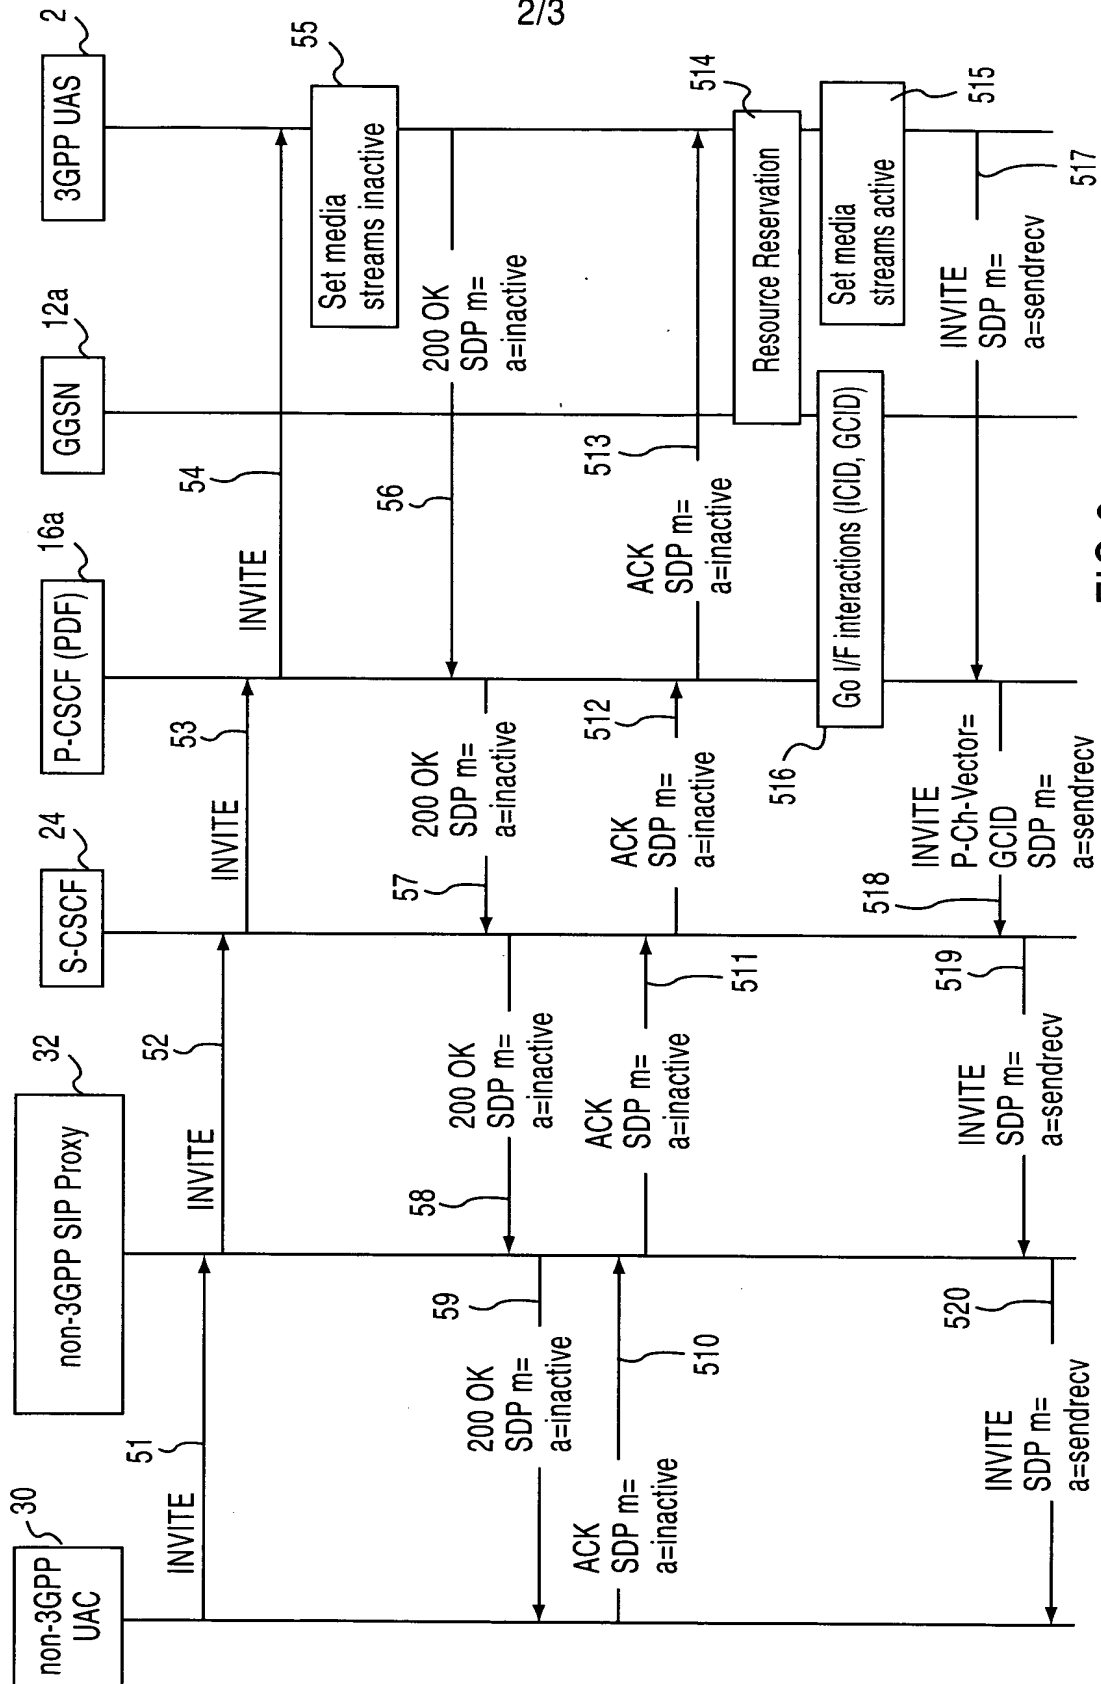 2/3
30
non-3GPP
UAC
32
non-3GPP SIP Proxy
24
S-CSCF
16a
P-CSCF (PDF)
12a
GGSN
2
3GPP UAS
51
INVITE
52
INVITE
53
INVITE
54
INVITE
55
Set media
streams inactive
56
200 OK
SDP m=
a=inactive
57
200 OK
SDP m=
a=inactive
58
200 OK
SDP m=
a=inactive
59
200 OK
SDP m=
a=inactive
510
ACK
SDP m=
a=inactive
511
ACK
SDP m=
a=inactive
512
ACK
SDP m=
a=inactive
513
ACK
SDP m=
a=inactive
514
Resource Reservation
515
Set media
streams active
516
Go I/F interactions (ICID, GCID)
517
INVITE
SDP m=
a=sendrecv
518
INVITE
P-Ch-Vector=
GCID
SDP m=
a=sendrecv
519
INVITE
SDP m=
a=sendrecv
520
INVITE
SDP m=
a=sendrecv